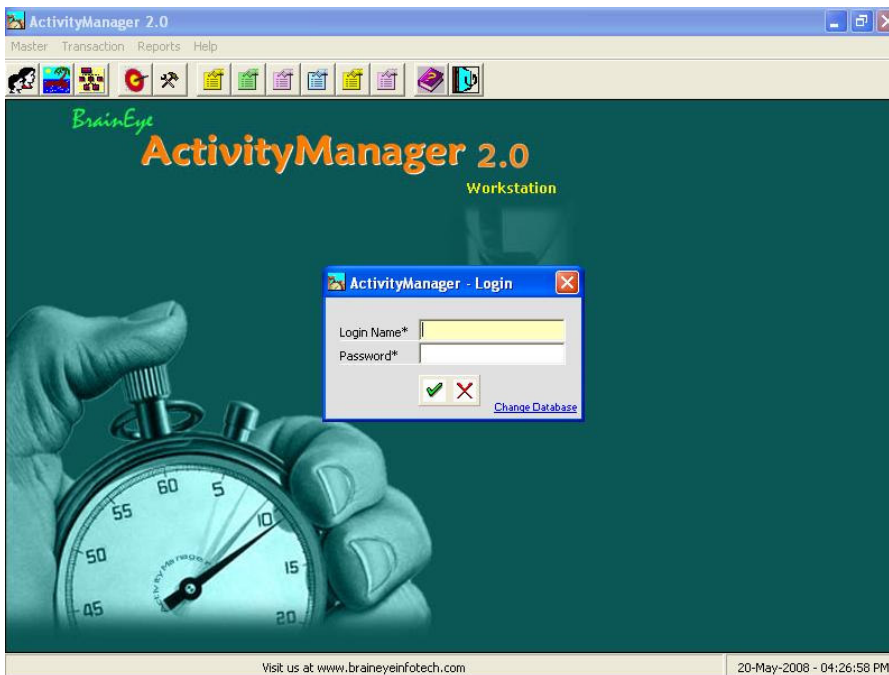 ActivityManager 2.0
Master Transaction Reports Help
BrainEye
ActivityManager 2.0
Workstation
ActivityManager - Login
Login Name*
Password*
Change Database
60
5
55
10
50
15
45
20
ActivityManager
Visit us at www.braineyeinfotech.com
20-May-2008 - 04:26:58 PM